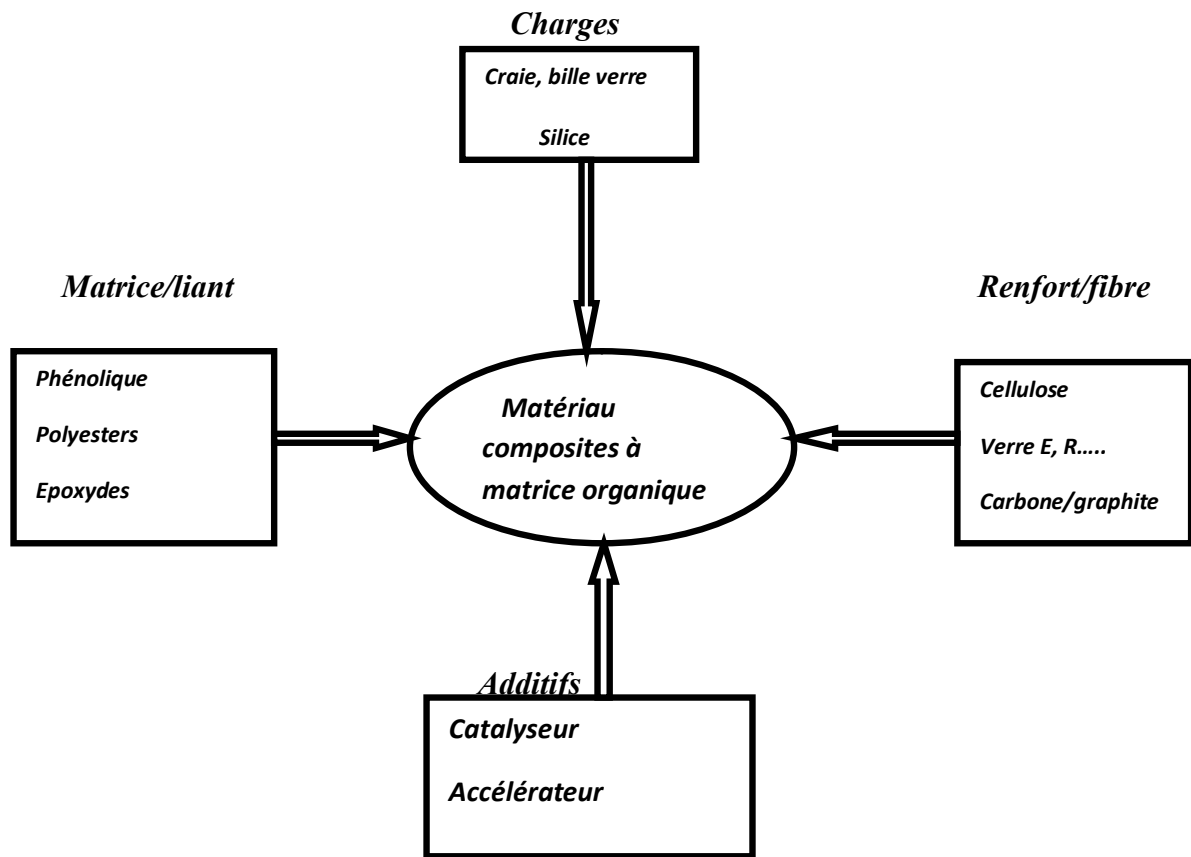 Charges
Craie, bille verre
Silice
Matrice/liant
Phénolique
Polyesters
Epoxydes
Matèriau
composites à
matrice organique
Renfort/fibre
Cellulose
Verre E, R.....
Carbone/graphite
Additifs
Catalyseur
Accélérateur